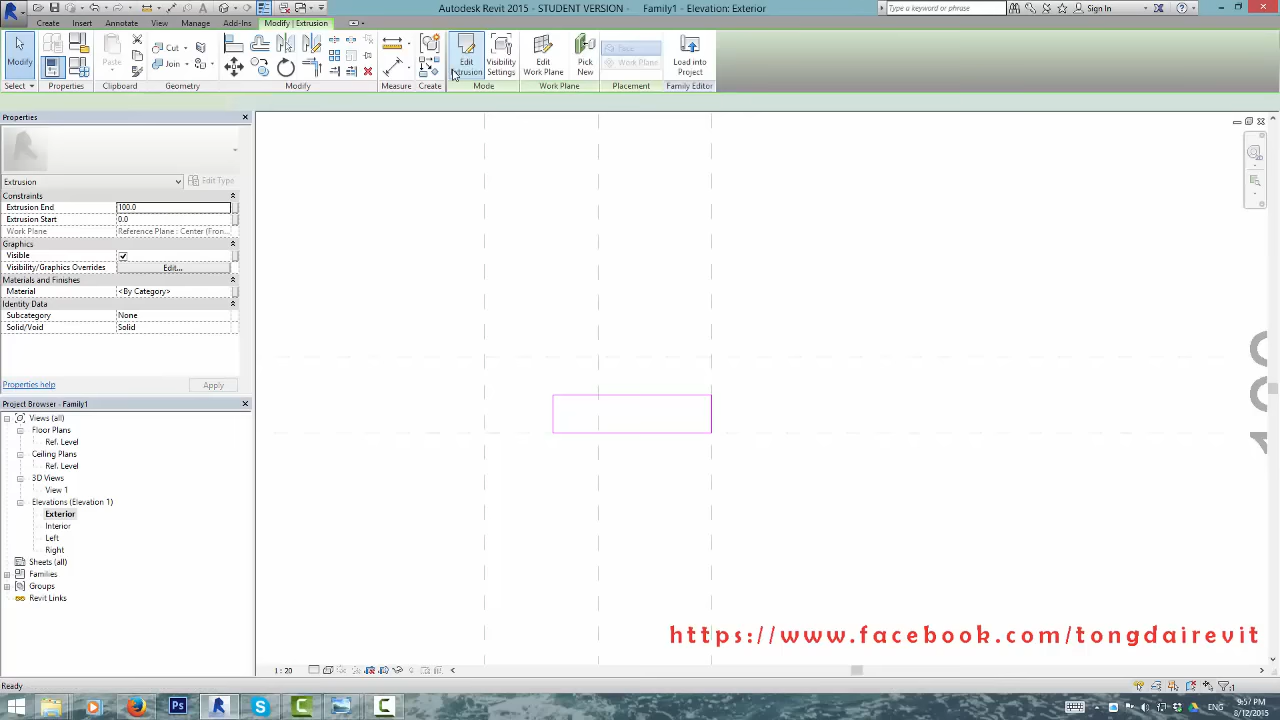 Autodesk Revit 2015 - STUDENT VERSION - Family1 - Elevation: Exterior
Type a keyword or phrase
Sign In
Create Insert Annotate View Manage Add-Ins Modify | Extrusion
Modify
Paste
Cut
Join
Edit Extrusion
Visibility Settings
Edit Work Plane
Pick New
Place
Work Plane
Load into Project
Select Properties Clipboard Geometry Modify Measure Create Mode Work Plane Placement Family Editor
Properties
Extrusion
Edit Type
Constraints
Extrusion End 100.0
Extrusion Start 0.0
Work Plane Reference Plane : Center (Fron...
Graphics
Visible
Visibility/Graphics Overrides Edit...
Materials and Finishes
Material <By Category>
Identity Data
Subcategory None
Solid/Void Solid
Properties help
Apply
Project Browser - Family1
Views (all)
Floor Plans
Ref. Level
Ceiling Plans
Ref. Level
3D Views
View 1
Elevations (Elevation 1)
Exterior
Interior
Left
Right
Sheets (all)
Families
Groups
Revit Links
https://www.facebook.com/tongdairevit
1 : 20
Ready
ENG
9:57 PM
8/12/2015